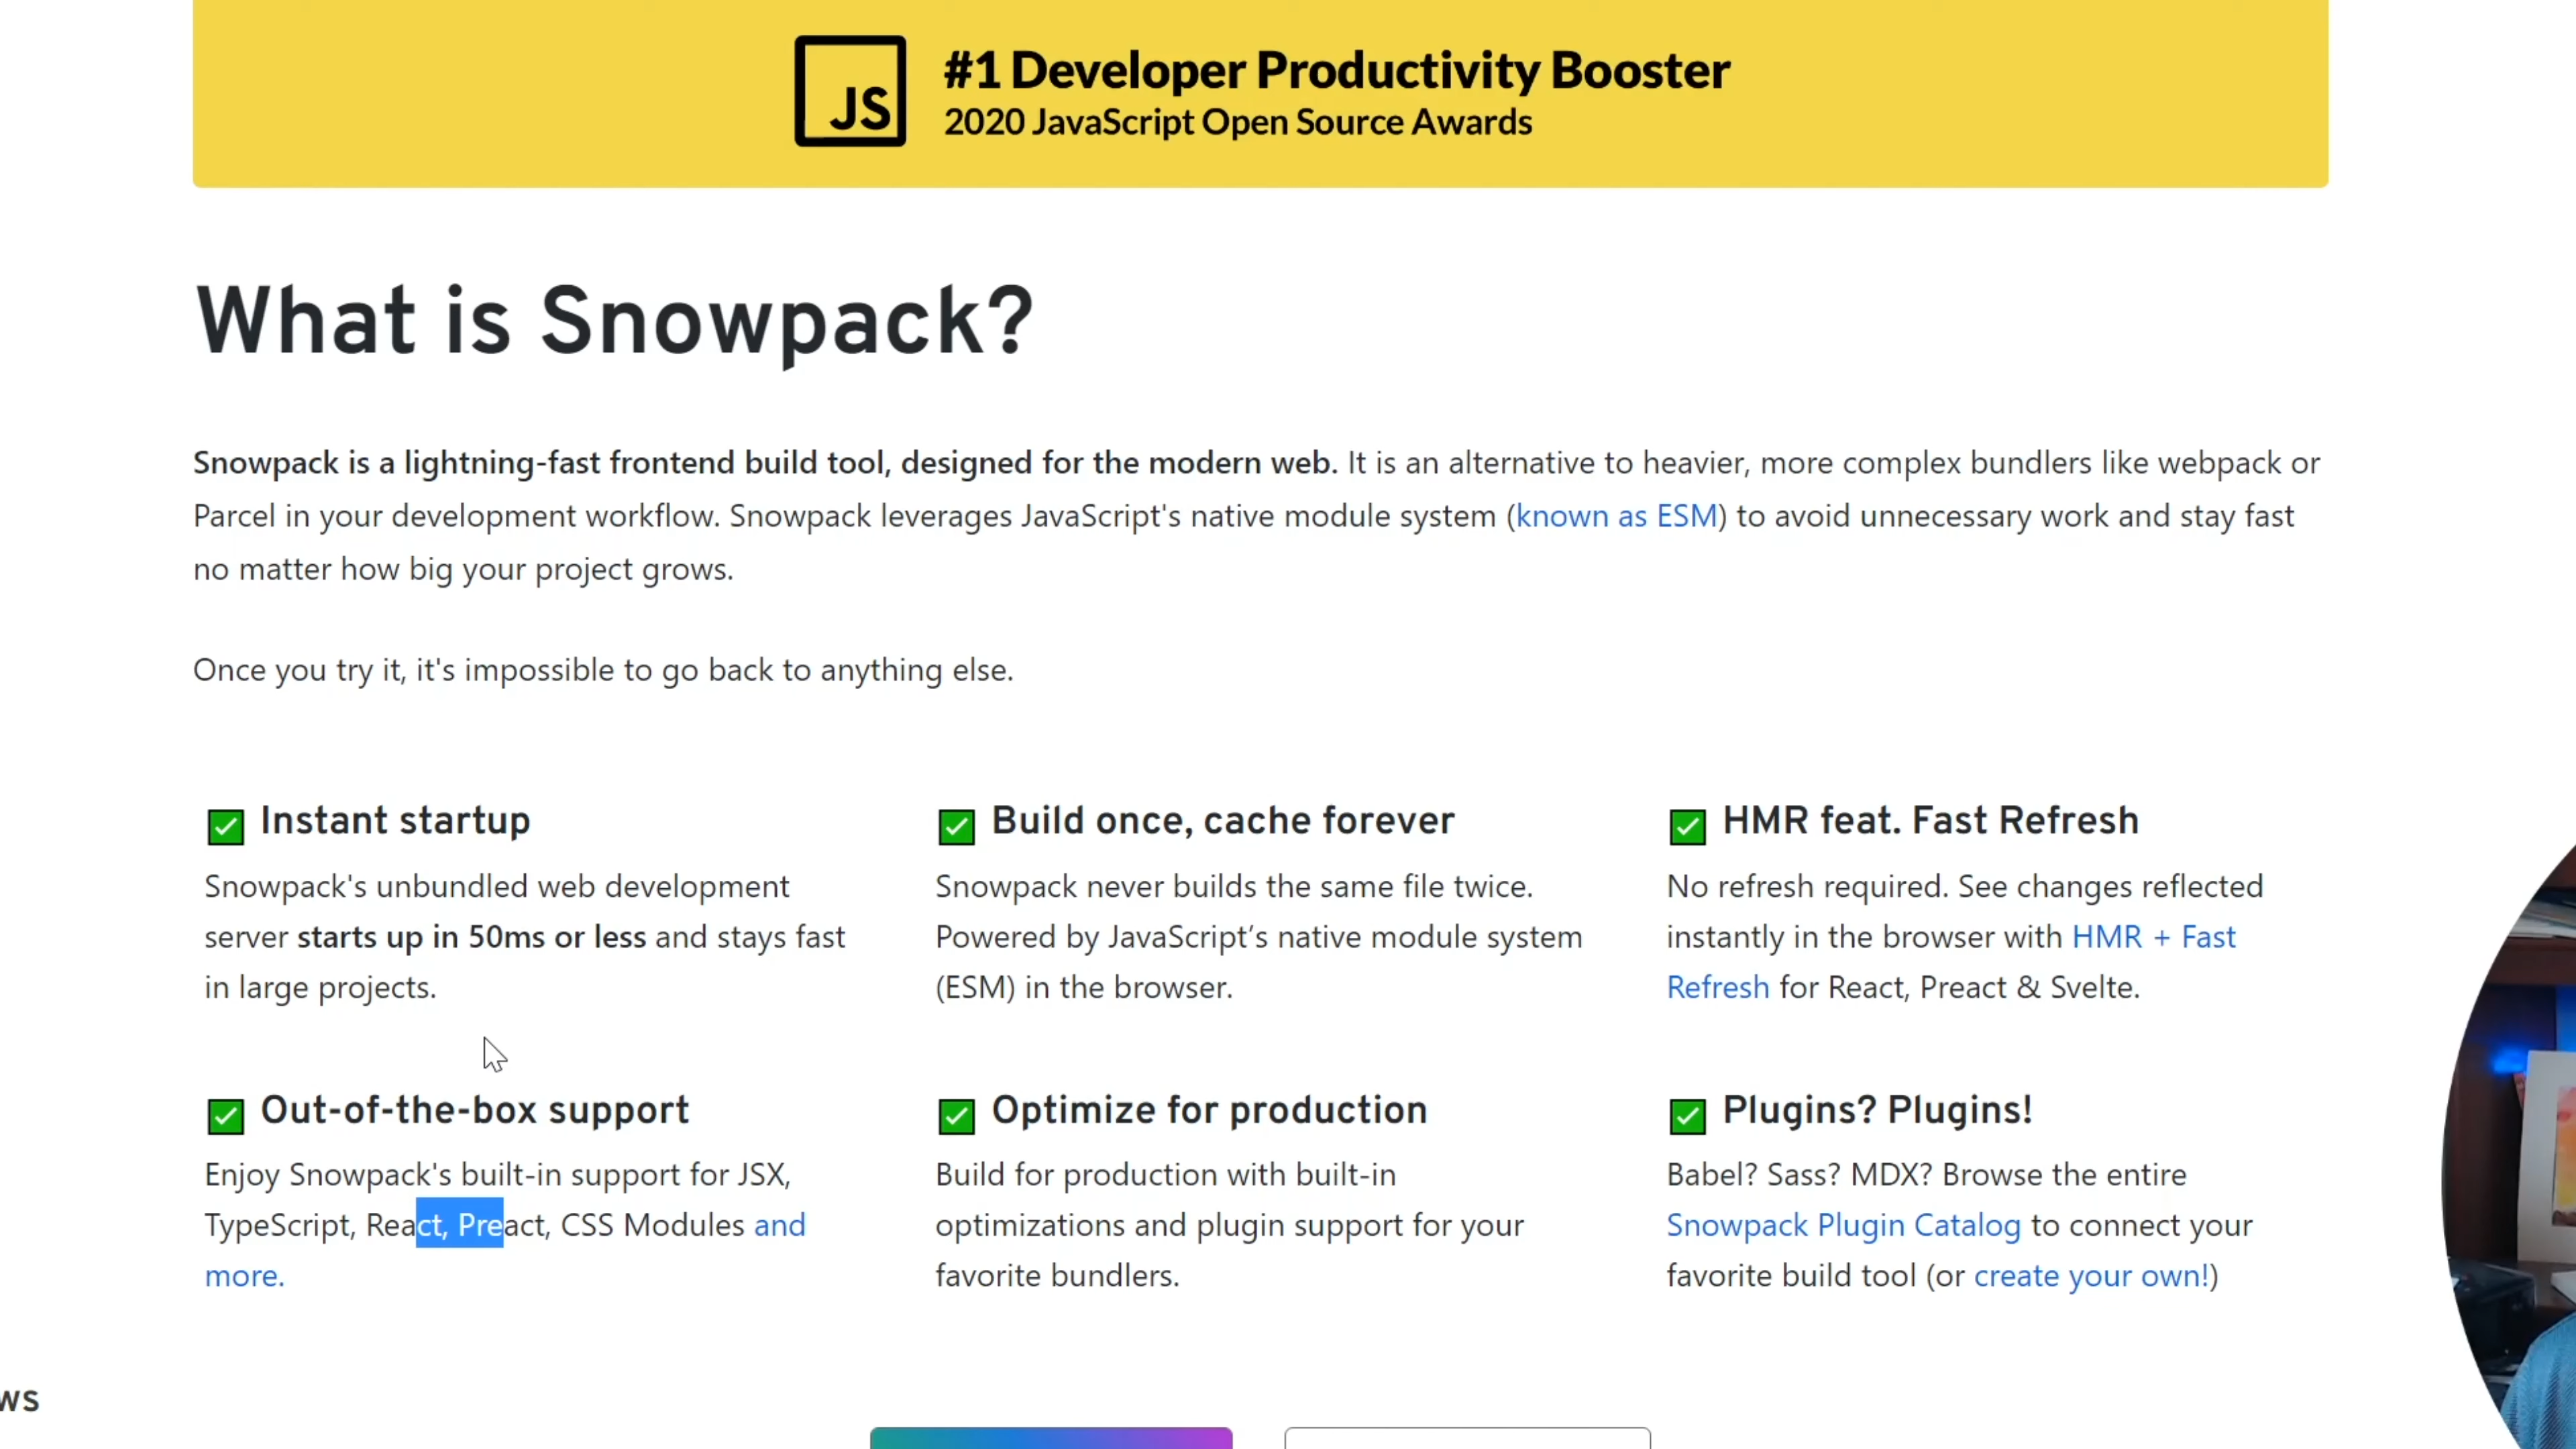 JS
#1 Developer Productivity Booster
2020 JavaScript Open Source Awards
What is Snowpack?
Snowpack is a lightning-fast frontend build tool, designed for the modern web. It is an alternative to heavier, more complex bundlers like webpack or
Parcel in your development workflow. Snowpack leverages JavaScript's native module system (known as ESM) to avoid unnecessary work and stay fast
no matter how big your project grows.
Once you try it, it's impossible to go back to anything else.
Instant startup
Snowpack's unbundled web development
server starts up in 50ms or less and stays fast
in large projects.
Build once, cache forever
Snowpack never builds the same file twice.
Powered by JavaScript’s native module system
(ESM) in the browser.
HMR feat. Fast Refresh
No refresh required. See changes reflected
instantly in the browser with HMR + Fast
Refresh for React, Preact & Svelte.
Out-of-the-box support
Enjoy Snowpack's built-in support for JSX,
TypeScript, React, Preact, CSS Modules and
more.
Optimize for production
Build for production with built-in
optimizations and plugin support for your
favorite bundlers.
Plugins? Plugins!
Babel? Sass? MDX? Browse the entire
Snowpack Plugin Catalog to connect your
favorite build tool (or create your own!)
ws